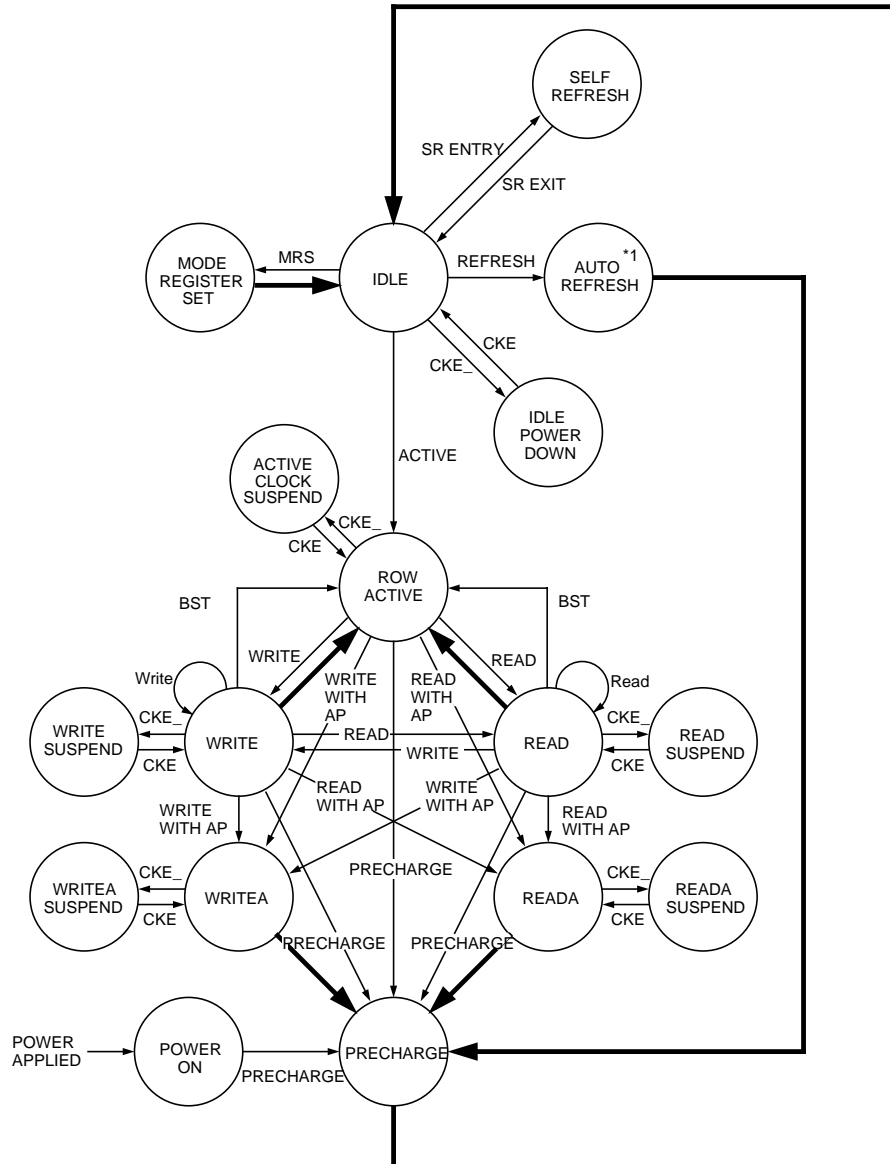 SELF
REFRESH
SR ENTRY
SR EXIT
MODE
REGISTER
SET
MRS
IDLE
REFRESH
AUTO *1
REFRESH
CKE
CKE_
IDLE
POWER
DOWN
ACTIVE
ACTIVE
CLOCK
SUSPEND
CKE_
CKE
ROW
ACTIVE
BST
BST
WRITE
READ
Write
WRITE
WITH
AP
READ
WITH
AP
Read
WRITE
SUSPEND
CKE_
CKE
WRITE
READ
WRITE
READ
CKE_
CKE
READ
SUSPEND
WRITE
WITH AP
READ
WITH AP
WRITE
WITH AP
READ
WITH AP
WRITEA
SUSPEND
CKE_
CKE
WRITEA
PRECHARGE
READA
CKE_
CKE
READA
SUSPEND
PRECHARGE
PRECHARGE
POWER
APPLIED
POWER
ON
PRECHARGE
PRECHARGE